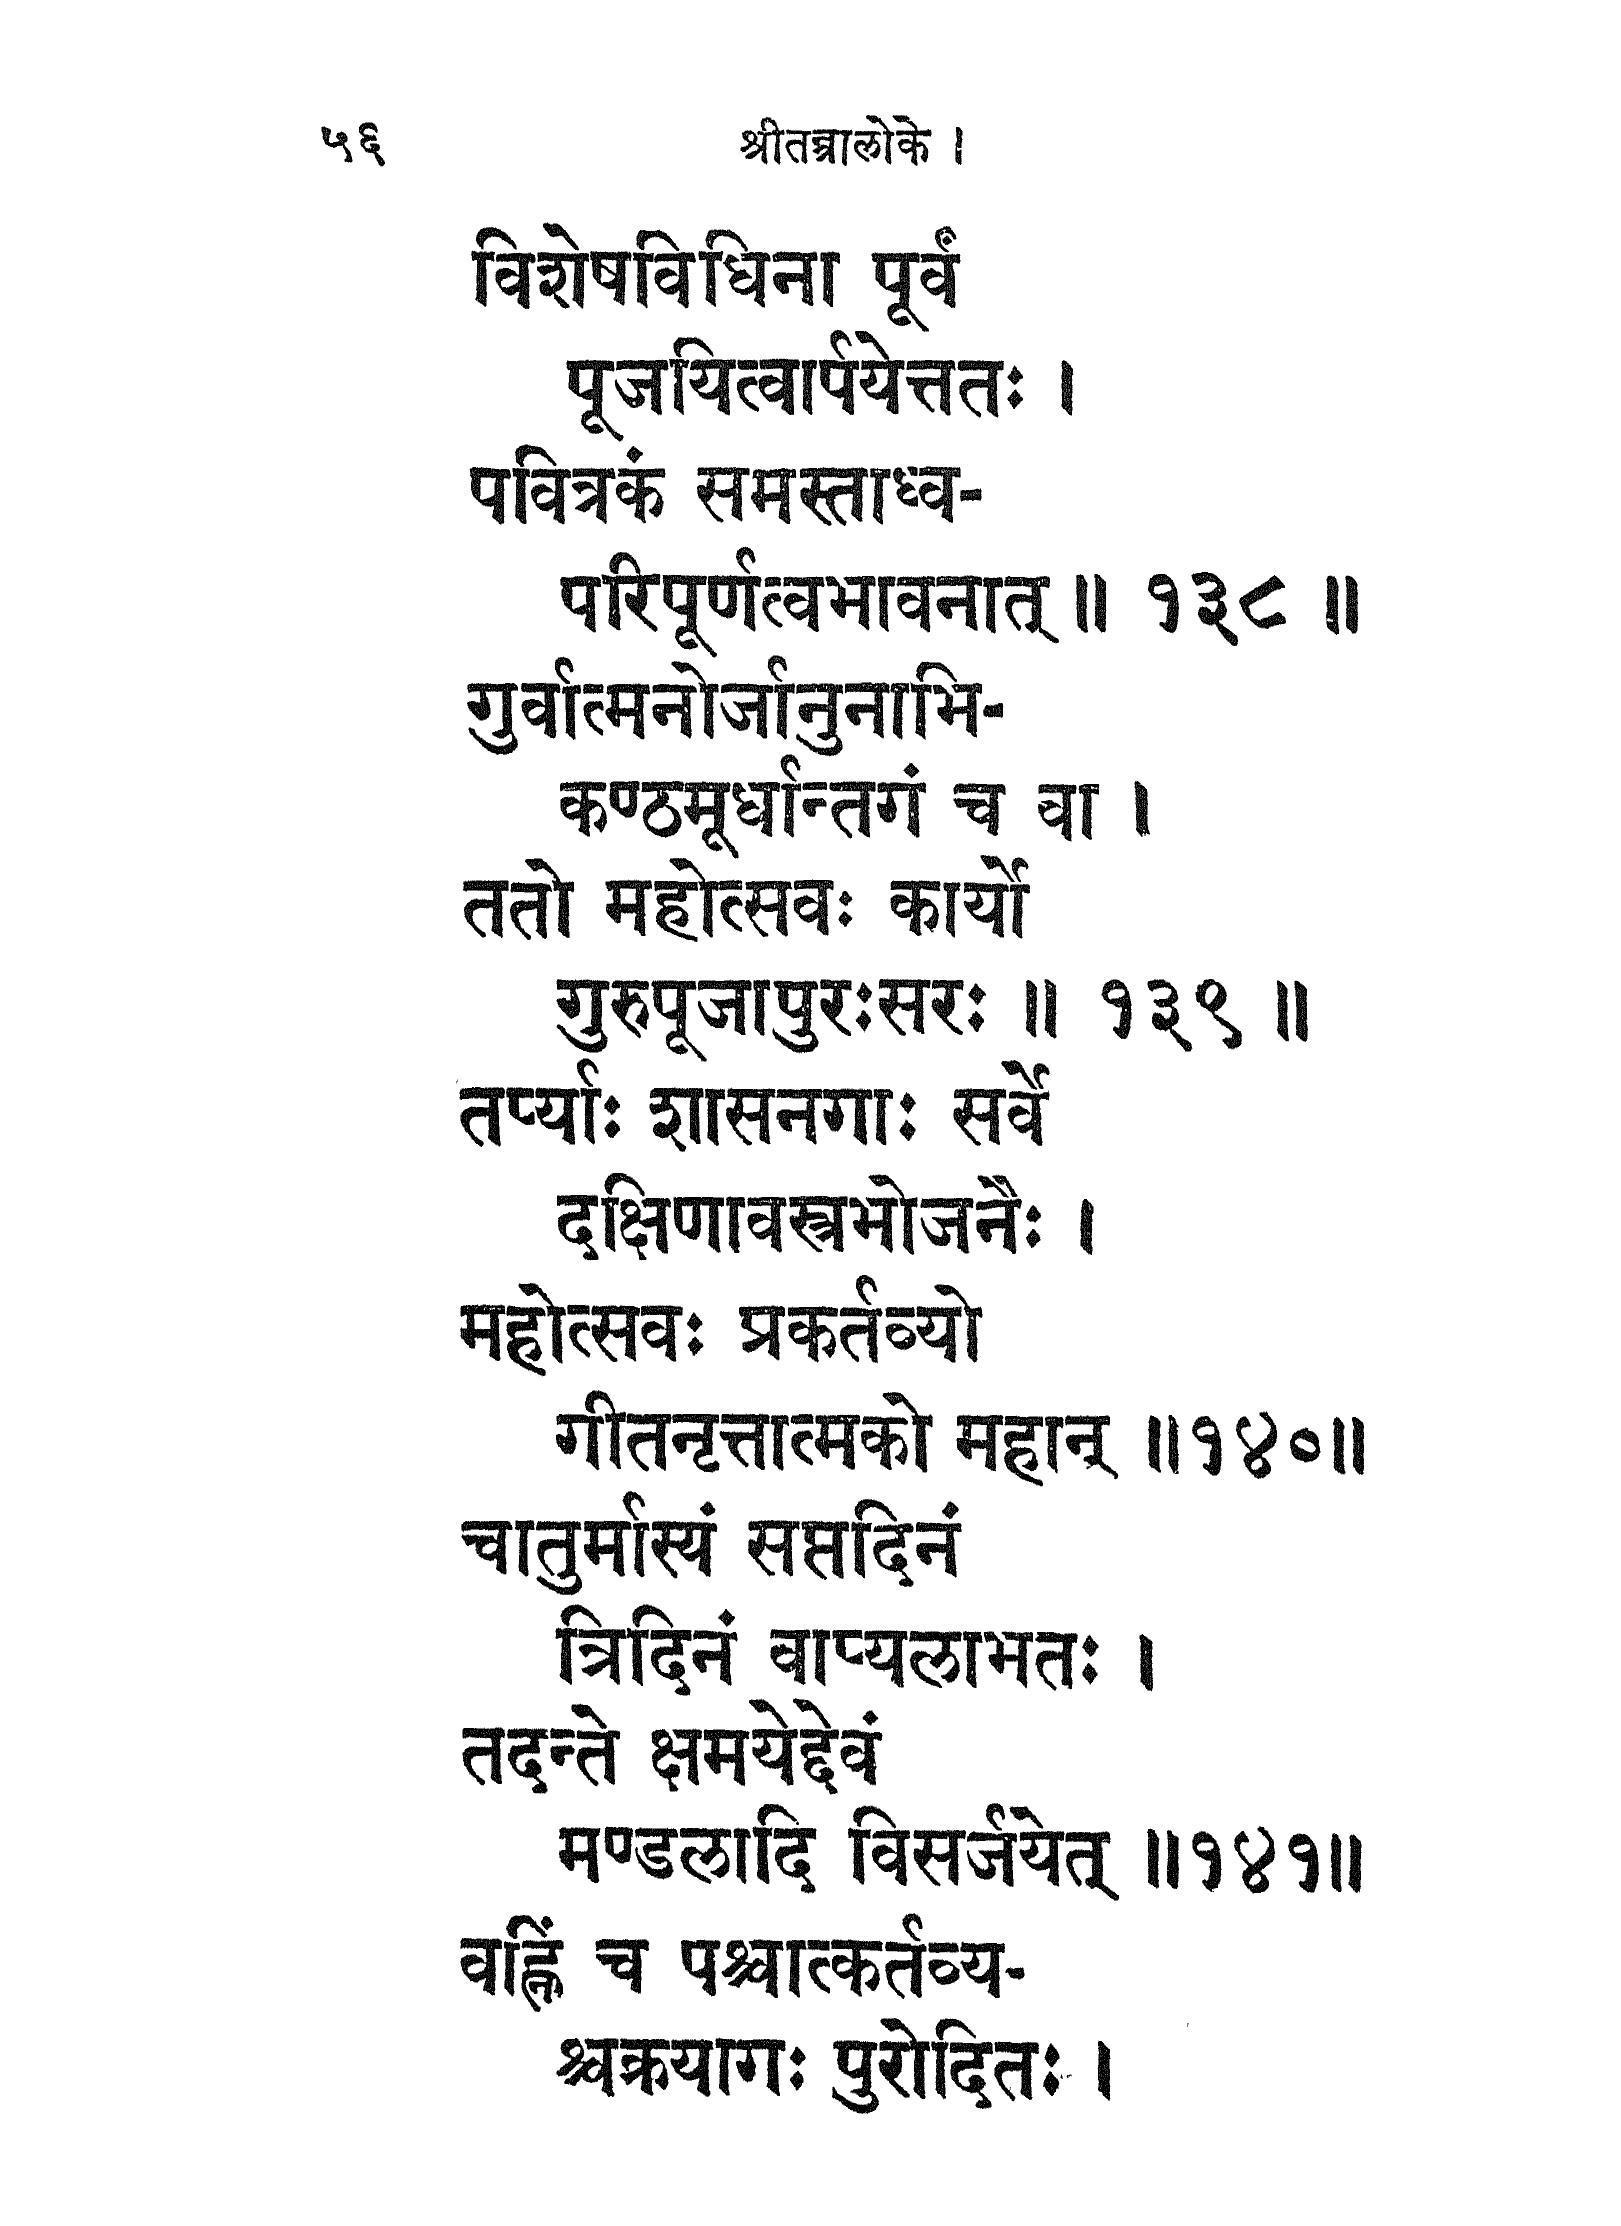 ५६
श्रीतन्त्रालोके ।
विशेषविधिना पूर्वं
पूजयित्वार्पयेत्ततः ।
पवित्रकं समस्ताध्व-
परिपूर्णत्वभावनात् ॥ १३८ ॥
गुर्वात्मनोर्जानुनाभि-
कण्ठमूर्धान्तगं च वा ।
ततो महोत्सवः कार्यो
गुरुपूजापुरःसरः ॥ १३९ ॥
तर्प्याः शासनगाः सर्वे
दक्षिणावस्त्रभोजनैः ।
महोत्सवः प्रकर्तव्यो
गीतनृत्तात्मको महान् ॥१४०॥
चातुर्मास्यं सप्तदिनं
त्रिदिनं वाप्यलाभतः ।
तदन्ते क्षमयेद्देवं
मण्डलादि विसर्जयेत् ॥१४१॥
वह्निं च पश्चात्कर्तव्य-
श्चक्रयागः पुरोदितः ।